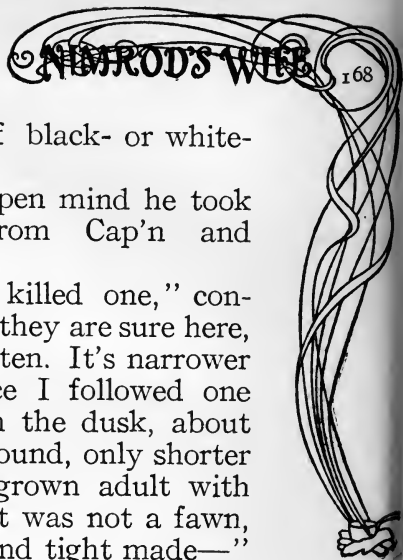 NIMROD'S WIFE
168
black- or white-
pen mind he took
rom Cap'n and
killed one," con-
they are sure here,
ten. It's narrower
ce I followed one
n the dusk, about
ound, only shorter
grown adult with
t was not a fawn,
nd tight made—"